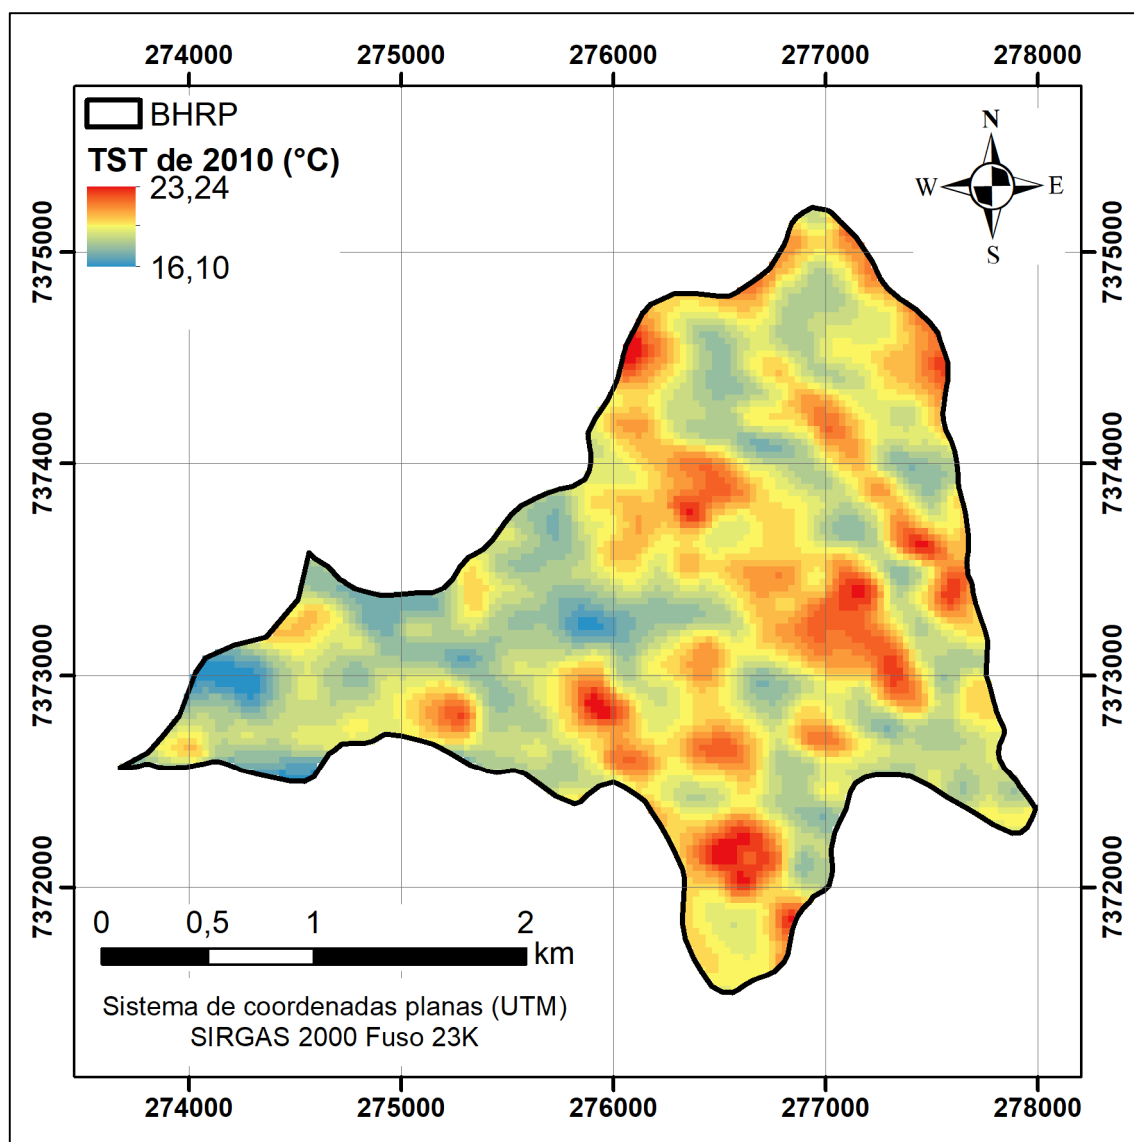 274000 275000 276000 277000 278000
BHRP
TST de 2010 (°C)
23,24
16,10
N
W E
S
7375000 7375000
7374000 7374000
7373000 7373000
7372000 7372000
0 0,5 1 2
km
Sistema de coordenadas planas (UTM)
SIRGAS 2000 Fuso 23K
274000 275000 276000 277000 278000